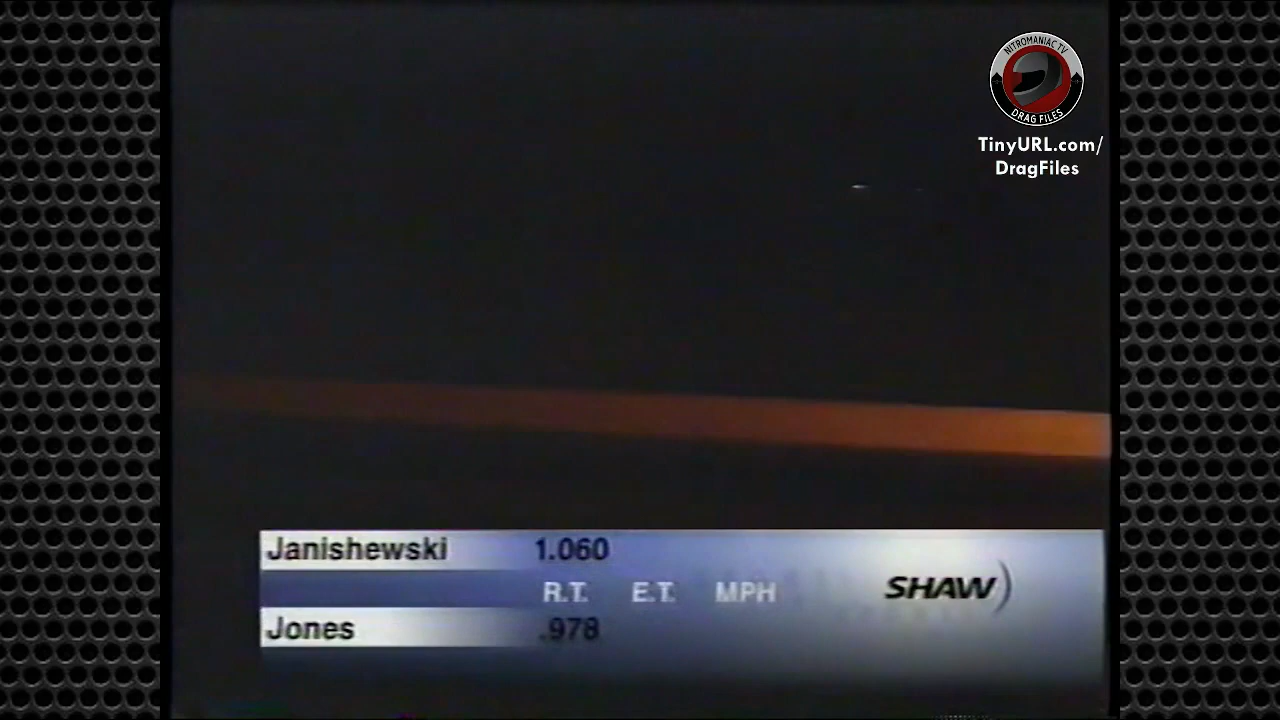 NITROMANIAC TV
DRAG FILES
TinyURL.com/
DragFiles
Janishewski 1.060
R.T. E.T. MPH
SHAW)
Jones .978